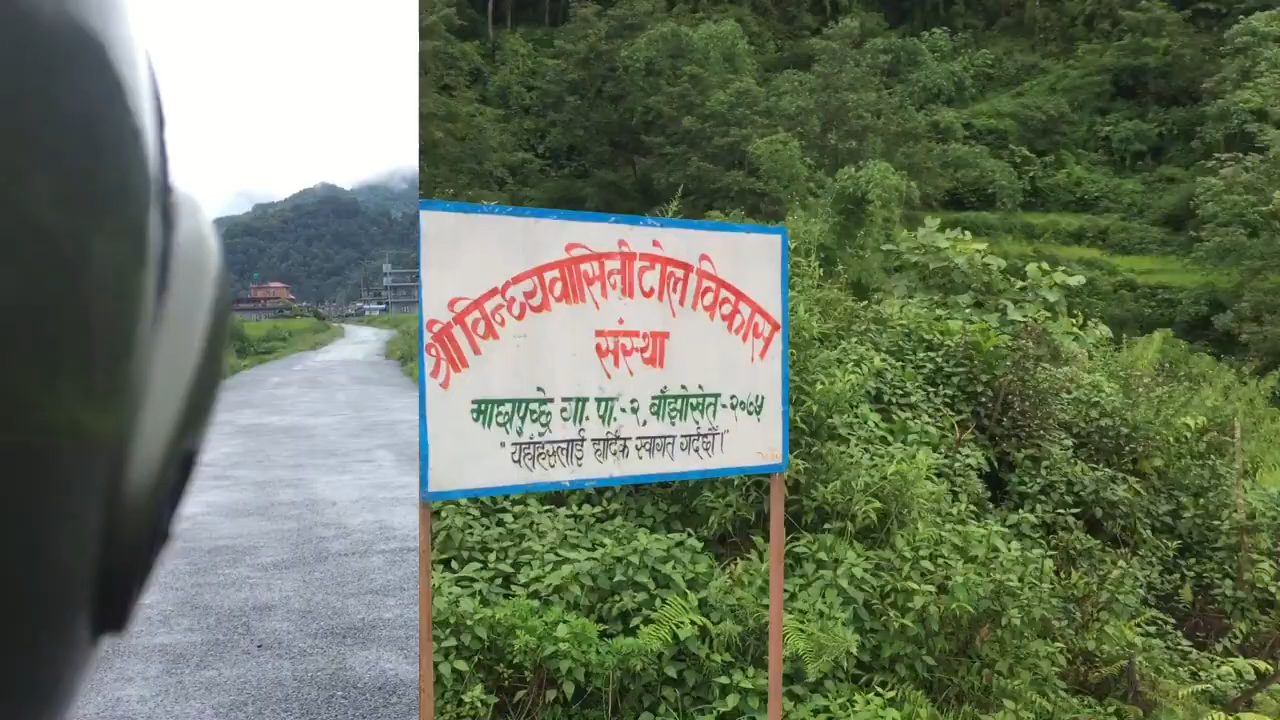 श्री विन्ध्यवासिनी टोल विकास
संस्था
माछापुच्छ्रे गा. पा.-२, बाँझोखेत-२०७५
"यहाँहरूलाई हार्दिक स्वागत गर्दछौँ।"